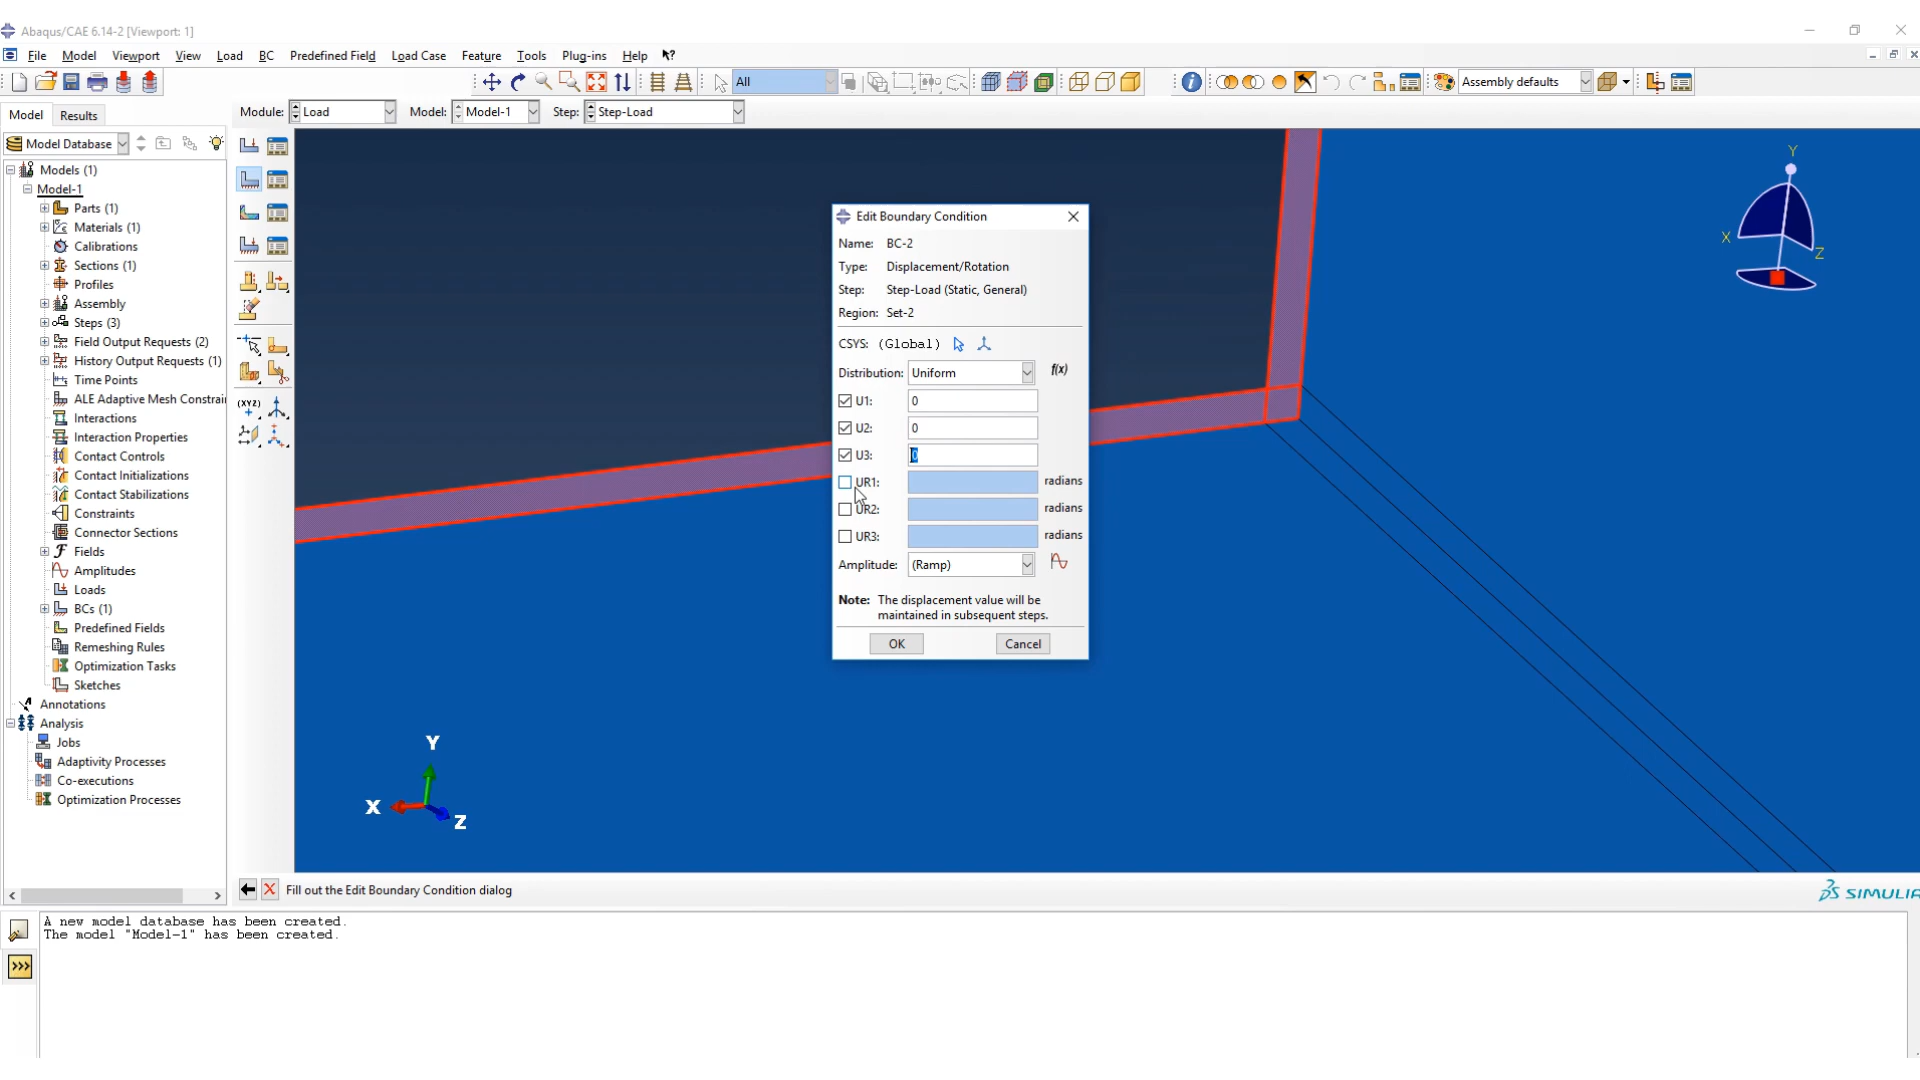 Abaqus/CAE 6.14-2 [Viewport: 1]
File Model Viewport View Load BC Predefined Field Load Case Feature Tools Plug-ins Help
All
Assembly defaults
Model Results
Module: Load Model: Model-1 Step: Step-Load
Model Database
Models (1)
Model-1
Parts (1)
Materials (1)
Calibrations
Sections (1)
Profiles
Assembly
Steps (3)
Field Output Requests (2)
History Output Requests (1)
Time Points
ALE Adaptive Mesh Constrai
Interactions
Interaction Properties
Contact Controls
Contact Initializations
Contact Stabilizations
Constraints
Connector Sections
Fields
Amplitudes
Loads
BCs (1)
Predefined Fields
Remeshing Rules
Optimization Tasks
Sketches
Annotations
Analysis
Jobs
Adaptivity Processes
Co-executions
Optimization Processes
(XYZ)
Edit Boundary Condition
Name: BC-2
Type: Displacement/Rotation
Step: Step-Load (Static, General)
Region: Set-2
CSYS: (Global)
Distribution: Uniform f(x)
U1: 0
U2: 0
U3: 0
UR1: radians
UR2: radians
UR3: radians
Amplitude: (Ramp)
Note: The displacement value will be
maintained in subsequent steps.
OK Cancel
Y
X
Z
Y
X
Z
Fill out the Edit Boundary Condition dialog
SIMULIA
A new model database has been created.
The model "Model-1" has been created.
>>>